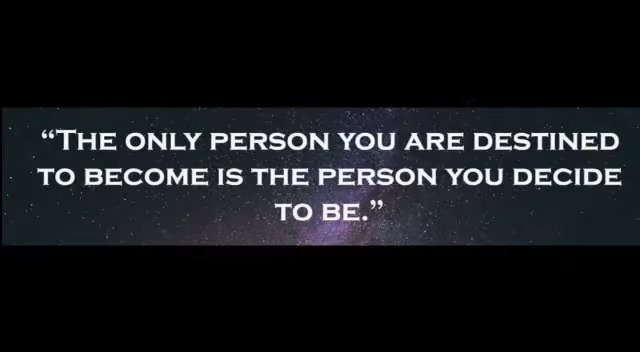 “THE ONLY PERSON YOU ARE DESTINED
TO BECOME IS THE PERSON YOU DECIDE
TO BE.”